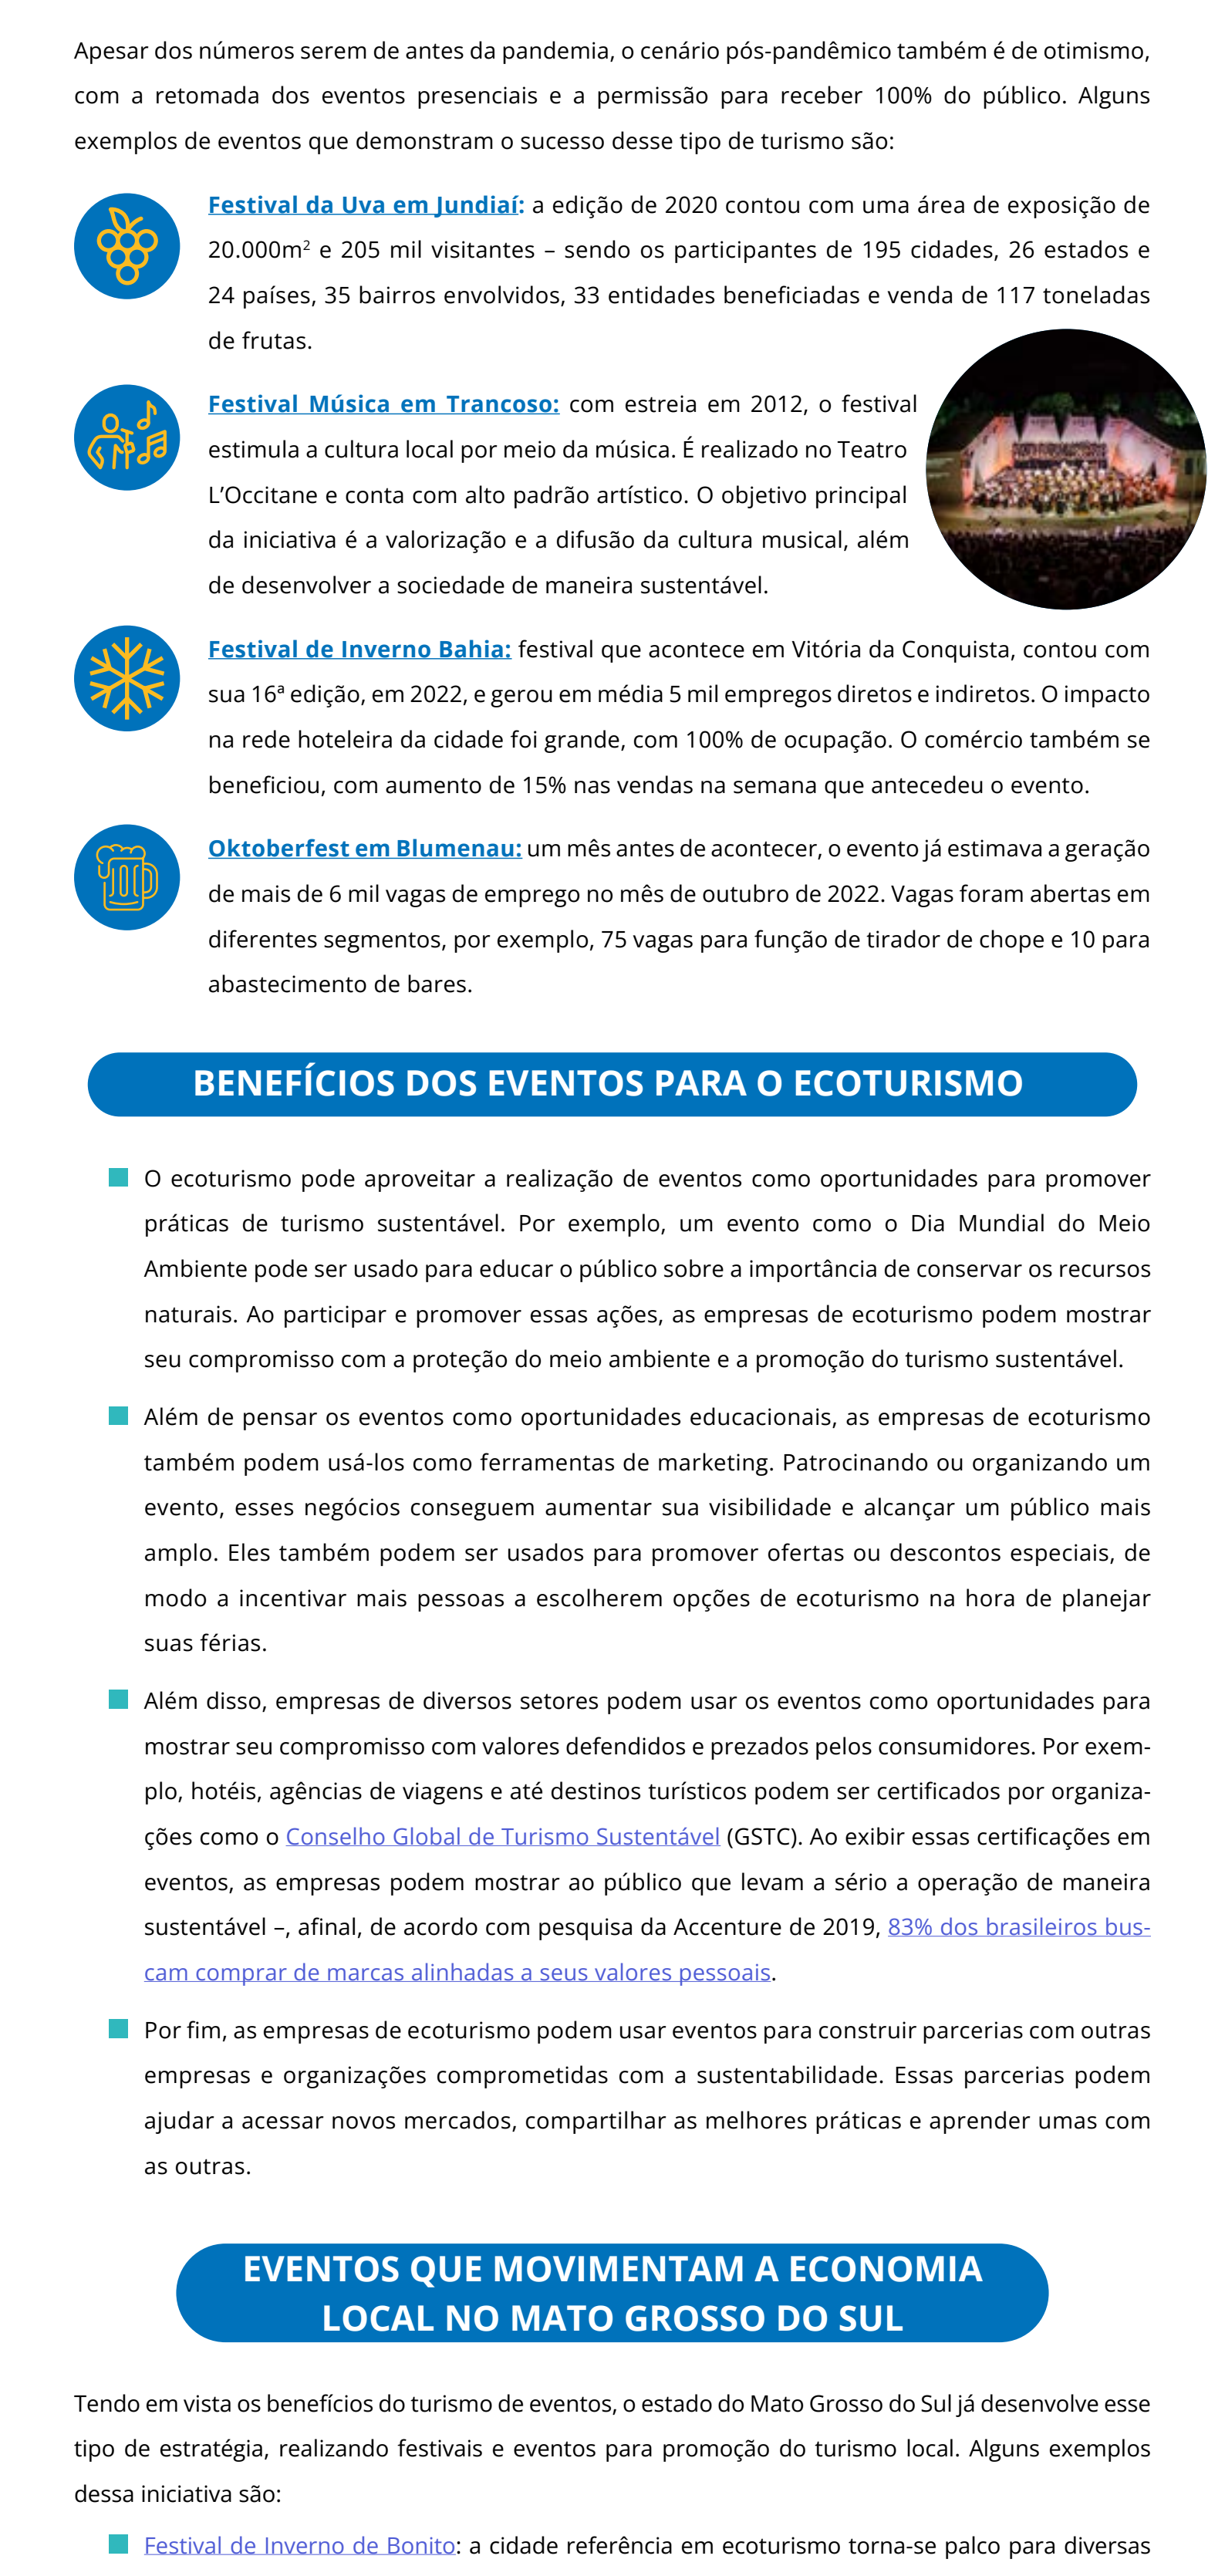 Apesar dos números serem de antes da pandemia, o cenário pós-pandêmico também é de otimismo,
com a retomada dos eventos presenciais e a permissão para receber 100% do público. Alguns
exemplos de eventos que demonstram o sucesso desse tipo de turismo são:
Festival da Uva em Jundiaí: a edição de 2020 contou com uma área de exposição de
20.000m² e 205 mil visitantes – sendo os participantes de 195 cidades, 26 estados e
24 países, 35 bairros envolvidos, 33 entidades beneficiadas e venda de 117 toneladas
de frutas.
Festival Música em Trancoso: com estreia em 2012, o festival
estimula a cultura local por meio da música. É realizado no Teatro
L’Occitane e conta com alto padrão artístico. O objetivo principal
da iniciativa é a valorização e a difusão da cultura musical, além
de desenvolver a sociedade de maneira sustentável.
Festival de Inverno Bahia: festival que acontece em Vitória da Conquista, contou com
sua 16ª edição, em 2022, e gerou em média 5 mil empregos diretos e indiretos. O impacto
na rede hoteleira da cidade foi grande, com 100% de ocupação. O comércio também se
beneficiou, com aumento de 15% nas vendas na semana que antecedeu o evento.
Oktoberfest em Blumenau: um mês antes de acontecer, o evento já estimava a geração
de mais de 6 mil vagas de emprego no mês de outubro de 2022. Vagas foram abertas em
diferentes segmentos, por exemplo, 75 vagas para função de tirador de chope e 10 para
abastecimento de bares.
BENEFÍCIOS DOS EVENTOS PARA O ECOTURISMO
O ecoturismo pode aproveitar a realização de eventos como oportunidades para promover
práticas de turismo sustentável. Por exemplo, um evento como o Dia Mundial do Meio
Ambiente pode ser usado para educar o público sobre a importância de conservar os recursos
naturais. Ao participar e promover essas ações, as empresas de ecoturismo podem mostrar
seu compromisso com a proteção do meio ambiente e a promoção do turismo sustentável.
Além de pensar os eventos como oportunidades educacionais, as empresas de ecoturismo
também podem usá-los como ferramentas de marketing. Patrocinando ou organizando um
evento, esses negócios conseguem aumentar sua visibilidade e alcançar um público mais
amplo. Eles também podem ser usados para promover ofertas ou descontos especiais, de
modo a incentivar mais pessoas a escolherem opções de ecoturismo na hora de planejar
suas férias.
Além disso, empresas de diversos setores podem usar os eventos como oportunidades para
mostrar seu compromisso com valores defendidos e prezados pelos consumidores. Por exem-
plo, hotéis, agências de viagens e até destinos turísticos podem ser certificados por organiza-
ções como o Conselho Global de Turismo Sustentável (GSTC). Ao exibir essas certificações em
eventos, as empresas podem mostrar ao público que levam a sério a operação de maneira
sustentável –, afinal, de acordo com pesquisa da Accenture de 2019, 83% dos brasileiros bus-
cam comprar de marcas alinhadas a seus valores pessoais.
Por fim, as empresas de ecoturismo podem usar eventos para construir parcerias com outras
empresas e organizações comprometidas com a sustentabilidade. Essas parcerias podem
ajudar a acessar novos mercados, compartilhar as melhores práticas e aprender umas com
as outras.
EVENTOS QUE MOVIMENTAM A ECONOMIA
LOCAL NO MATO GROSSO DO SUL
Tendo em vista os benefícios do turismo de eventos, o estado do Mato Grosso do Sul já desenvolve esse
tipo de estratégia, realizando festivais e eventos para promoção do turismo local. Alguns exemplos
dessa iniciativa são:
Festival de Inverno de Bonito: a cidade referência em ecoturismo torna-se palco para diversas